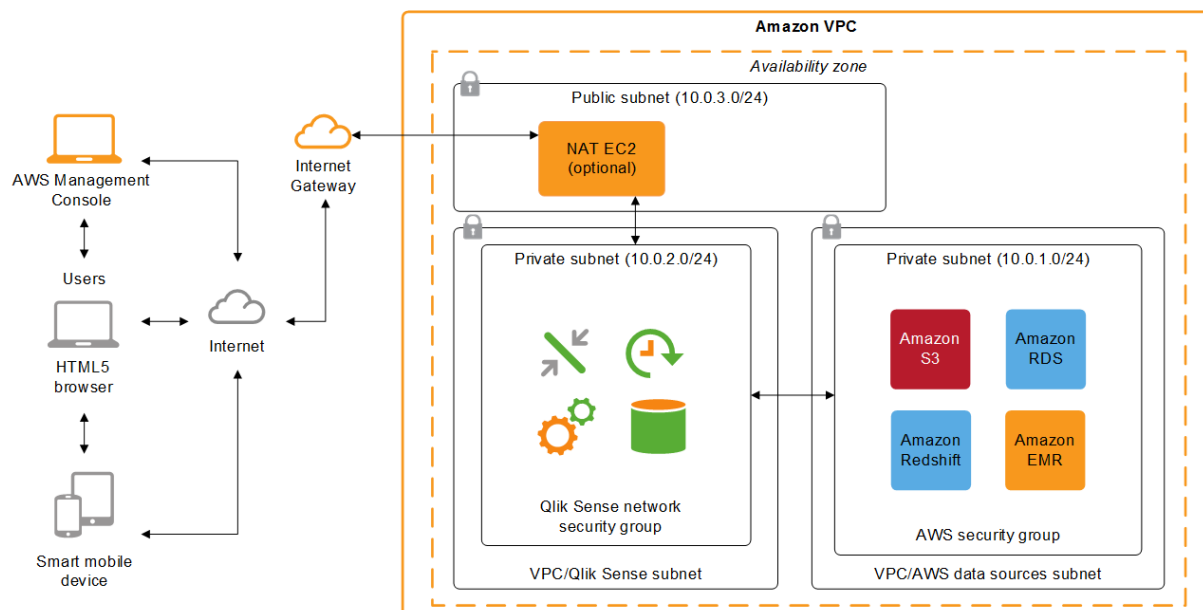 Amazon VPC
Availability zone
Public subnet (10.0.3.0/24)
NAT EC2
(optional)
Internet
Gateway
AWS Management
Console
Users
HTML5
browser
Internet
Smart mobile
device
Private subnet (10.0.2.0/24)
Qlik Sense network
security group
VPC/Qlik Sense subnet
Private subnet (10.0.1.0/24)
Amazon
S3
Amazon
RDS
Amazon
Redshift
Amazon
EMR
AWS security group
VPC/AWS data sources subnet